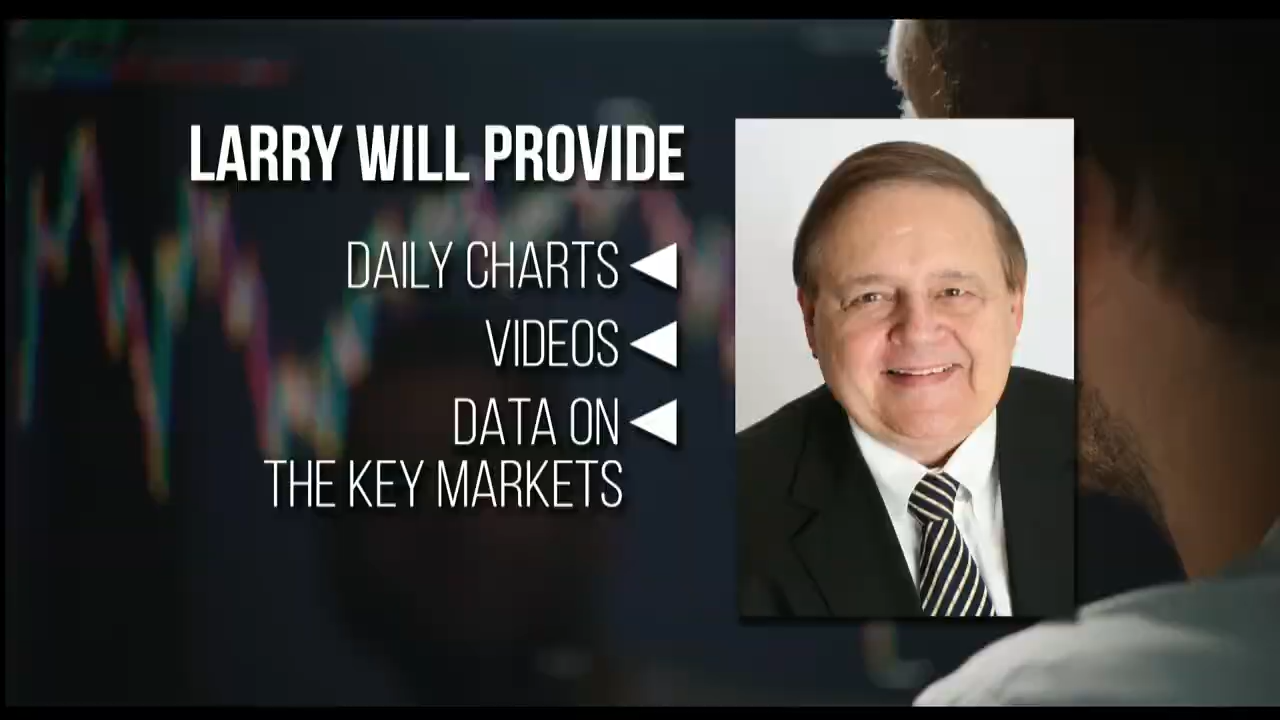 LARRY WILL PROVIDE
DAILY CHARTS
VIDEOS
DATA ON
THE KEY MARKETS